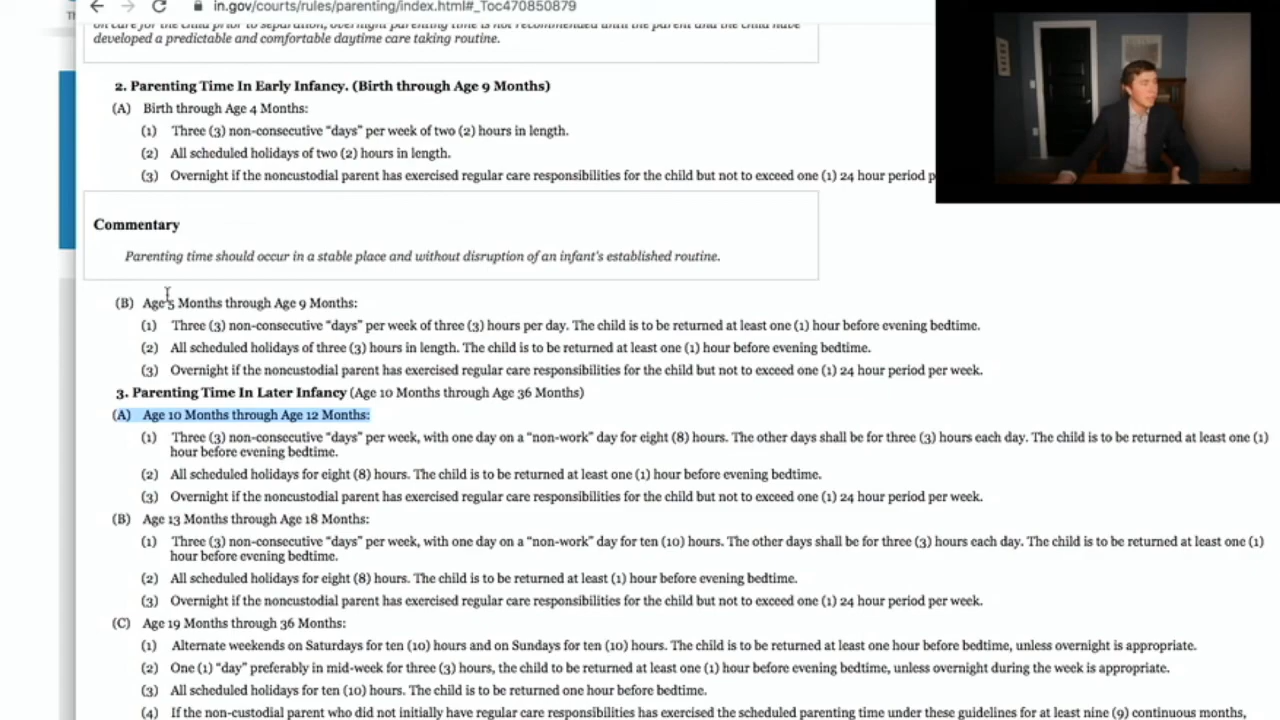 Th
in.gov/courts/rules/parenting/index.html#_Toc470850879
on care for the child prior to separation, overnight parenting time is not recommended until the parent and the child have
developed a predictable and comfortable daytime care taking routine.
2. Parenting Time In Early Infancy. (Birth through Age 9 Months)
(A) Birth through Age 4 Months:
(1) Three (3) non-consecutive “days” per week of two (2) hours in length.
(2) All scheduled holidays of two (2) hours in length.
(3) Overnight if the noncustodial parent has exercised regular care responsibilities for the child but not to exceed one (1) 24 hour period p
Commentary
Parenting time should occur in a stable place and without disruption of an infant's established routine.
(B) Age 5 Months through Age 9 Months:
(1) Three (3) non-consecutive “days” per week of three (3) hours per day. The child is to be returned at least one (1) hour before evening bedtime.
(2) All scheduled holidays of three (3) hours in length. The child is to be returned at least one (1) hour before evening bedtime.
(3) Overnight if the noncustodial parent has exercised regular care responsibilities for the child but not to exceed one (1) 24 hour period per week.
3. Parenting Time In Later Infancy (Age 10 Months through Age 36 Months)
(A) Age 10 Months through Age 12 Months:
(1) Three (3) non-consecutive “days” per week, with one day on a “non-work” day for eight (8) hours. The other days shall be for three (3) hours each day. The child is to be returned at least one (1)
hour before evening bedtime.
(2) All scheduled holidays for eight (8) hours. The child is to be returned at least one (1) hour before evening bedtime.
(3) Overnight if the noncustodial parent has exercised regular care responsibilities for the child but not to exceed one (1) 24 hour period per week.
(B) Age 13 Months through Age 18 Months:
(1) Three (3) non-consecutive “days” per week, with one day on a “non-work” day for ten (10) hours. The other days shall be for three (3) hours each day. The child is to be returned at least one (1)
hour before evening bedtime.
(2) All scheduled holidays for eight (8) hours. The child is to be returned at least (1) hour before evening bedtime.
(3) Overnight if the noncustodial parent has exercised regular care responsibilities for the child but not to exceed one (1) 24 hour period per week.
(C) Age 19 Months through 36 Months:
(1) Alternate weekends on Saturdays for ten (10) hours and on Sundays for ten (10) hours. The child is to be returned at least one hour before bedtime, unless overnight is appropriate.
(2) One (1) “day” preferably in mid-week for three (3) hours, the child to be returned at least one (1) hour before evening bedtime, unless overnight during the week is appropriate.
(3) All scheduled holidays for ten (10) hours. The child is to be returned one hour before bedtime.
(4) If the non-custodial parent who did not initially have regular care responsibilities has exercised the scheduled parenting time under these guidelines for at least nine (9) continuous months,